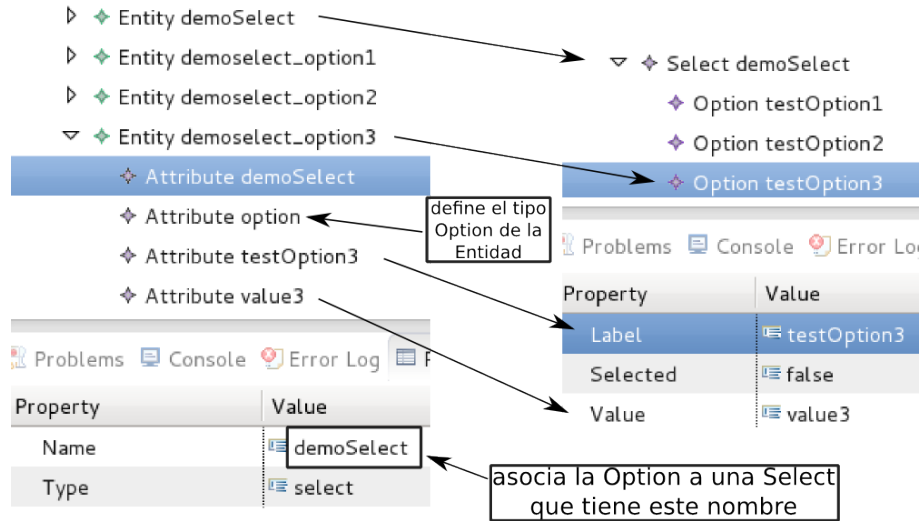 Entity demoSelect
Entity demoselect_option1
Entity demoselect_option2
Entity demoselect_option3
Attribute demoSelect
Attribute option
Attribute testOption3
Attribute value3
Problems Console Error Log P
Property Value
Name demoSelect
Type select
Select demoSelect
Option testOption1
Option testOption2
Option testOption3
define el tipo
Option de la
Entidad
Problems Console Error Log
Property Value
Label testOption3
Selected false
Value value3
asocia la Option a una Select
que tiene este nombre